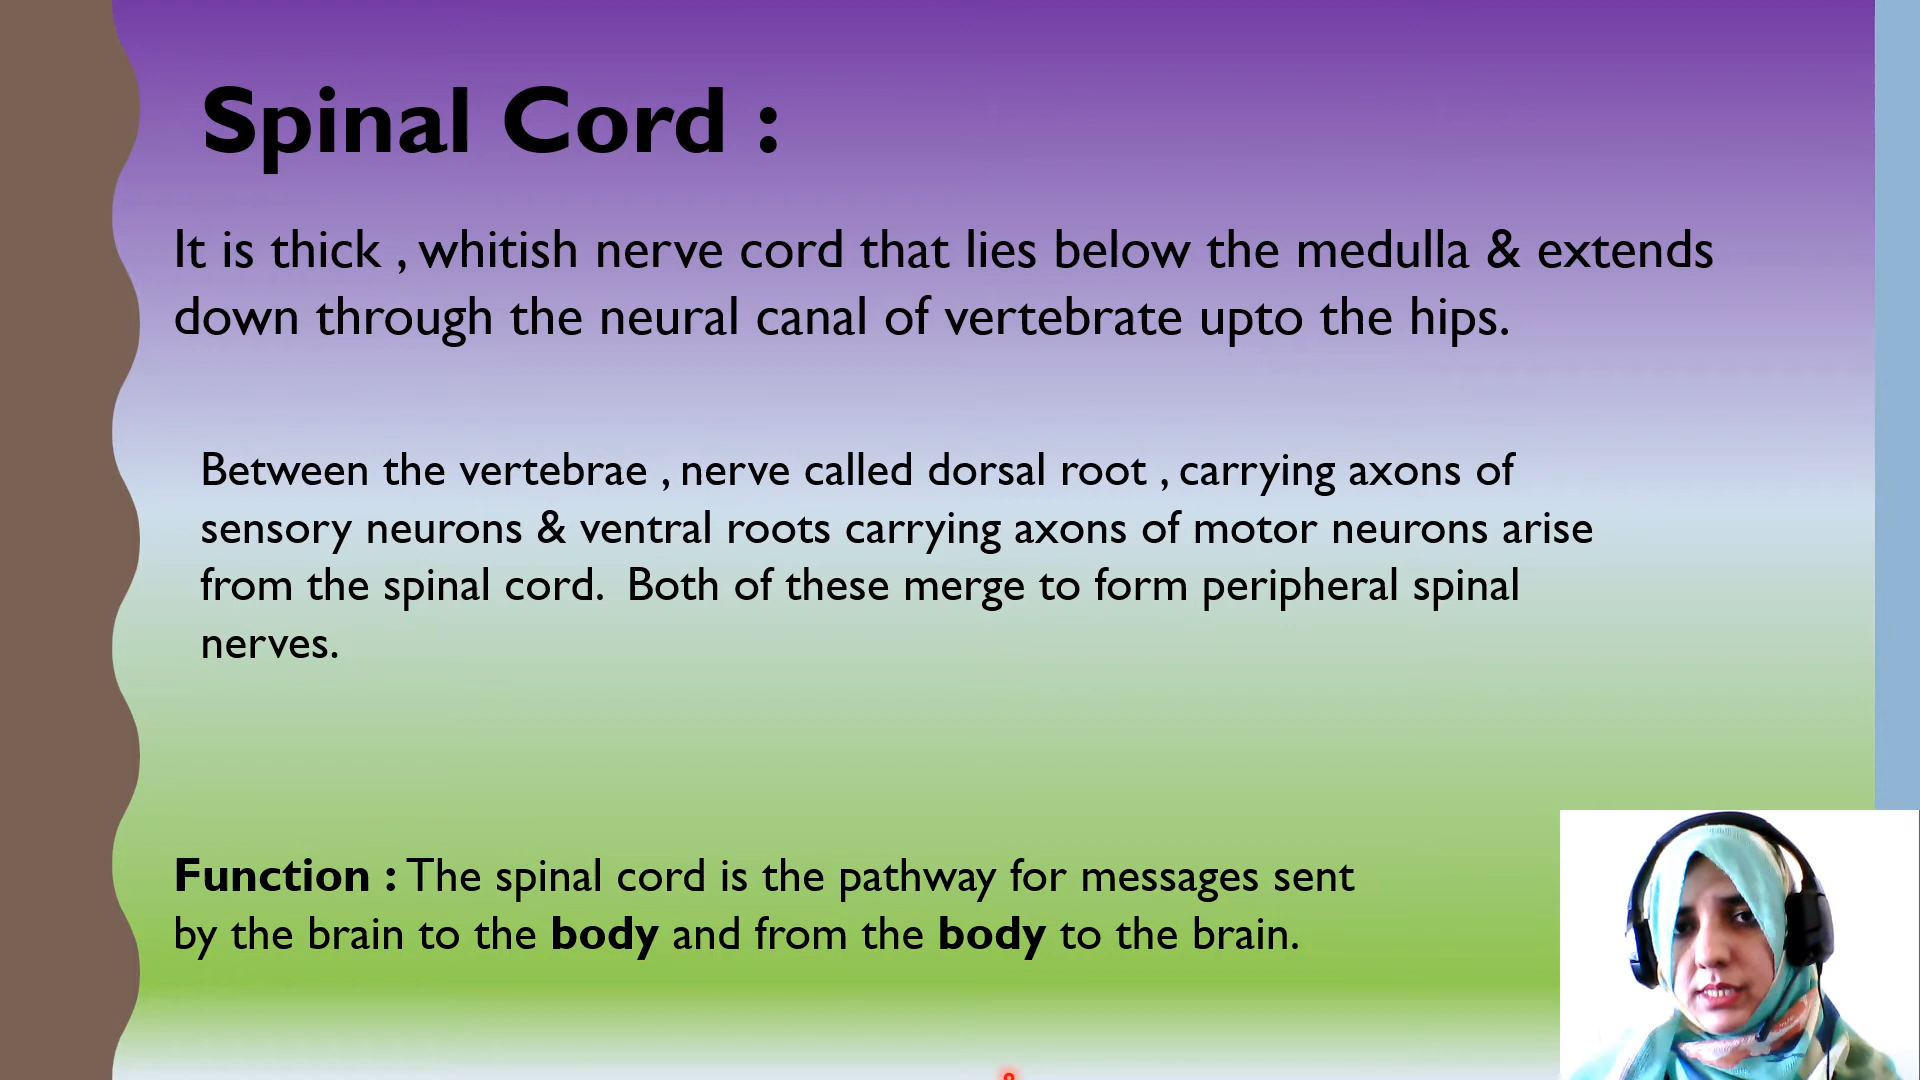 Spinal Cord :
It is thick , whitish nerve cord that lies below the medulla & extends
down through the neural canal of vertebrate upto the hips.
Between the vertebrae , nerve called dorsal root , carrying axons of
sensory neurons & ventral roots carrying axons of motor neurons arise
from the spinal cord. Both of these merge to form peripheral spinal
nerves.
Function : The spinal cord is the pathway for messages sent
by the brain to the body and from the body to the brain.